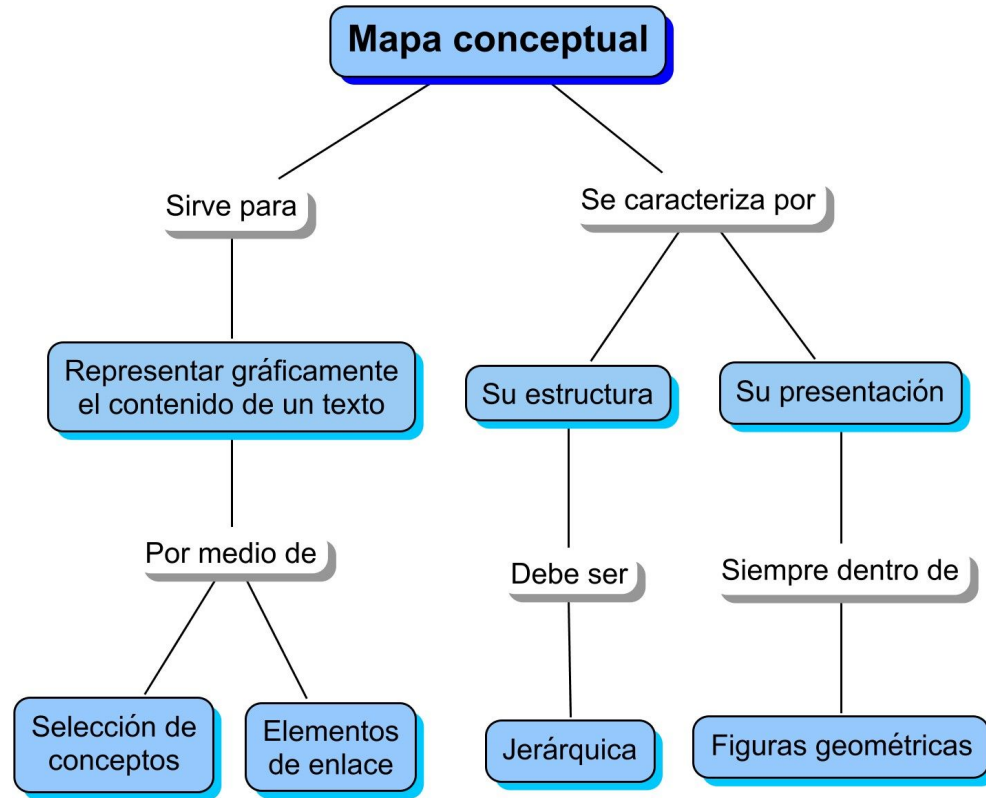 Mapa conceptual
Sirve para
Se caracteriza por
Representar gráficamente
el contenido de un texto
Su estructura
Su presentación
Por medio de
Debe ser
Siempre dentro de
Selección de
conceptos
Elementos
de enlace
Jerárquica
Figuras geométricas